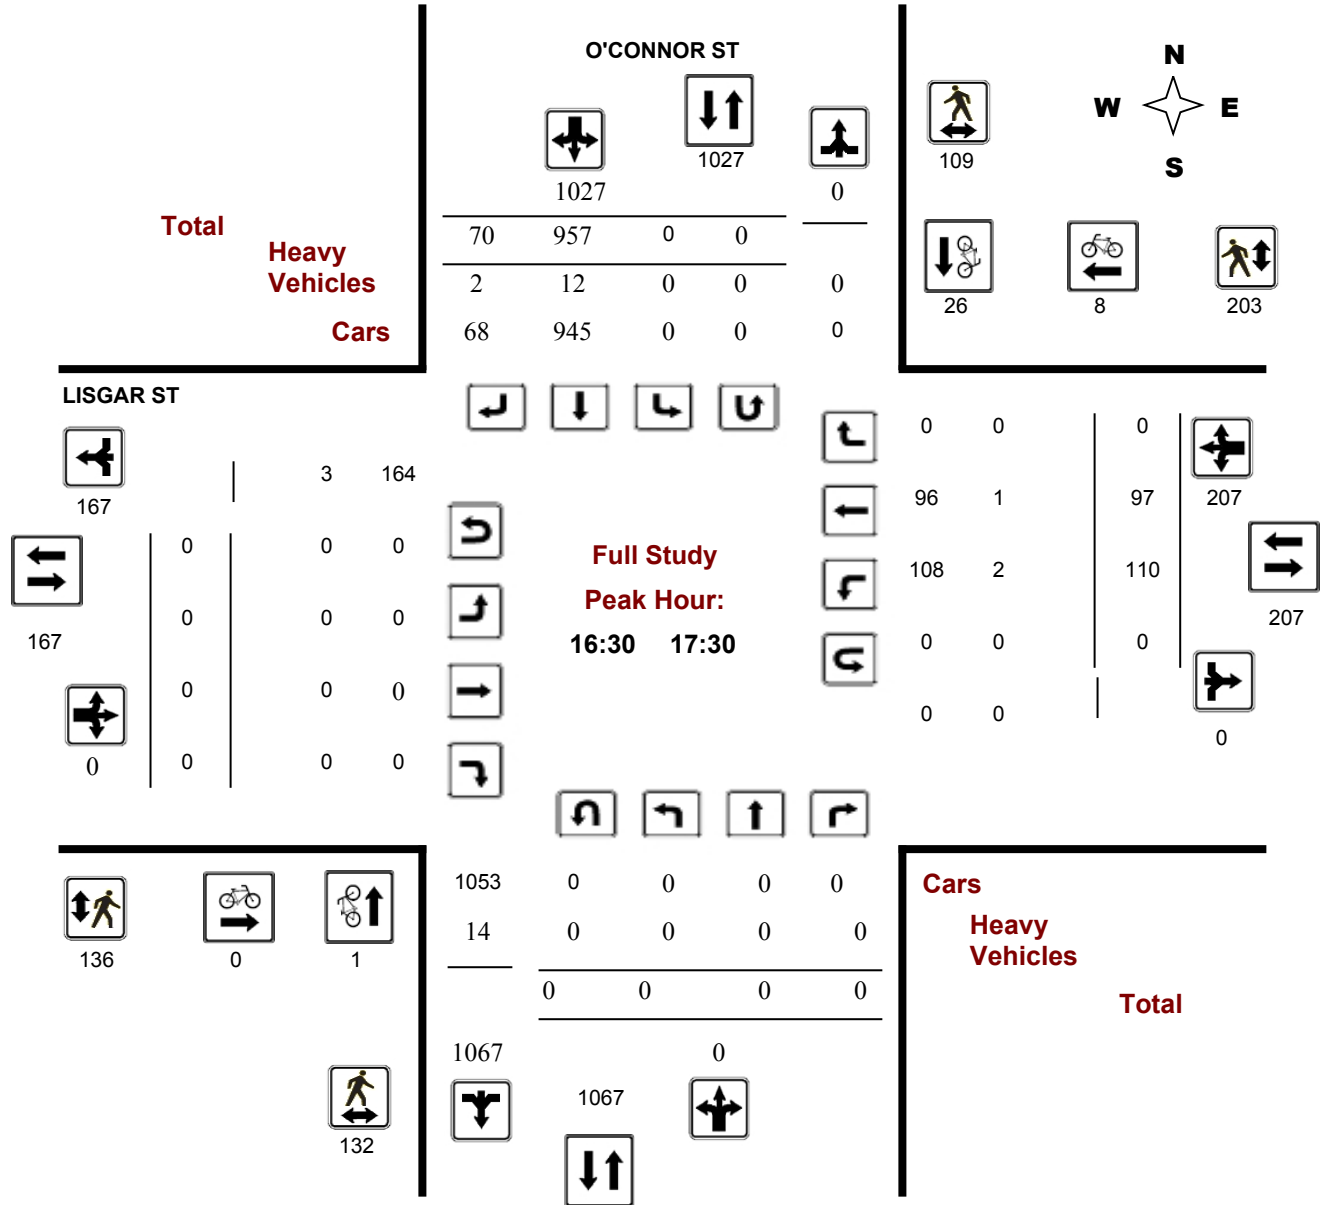 O'CONNOR ST
N
W E
S
1027
109
1027 0
Total
70 957 0 0
Heavy
Vehicles
2 12 0 0 0
26 8 203
Cars
68 945 0 0 0
LISGAR ST
0 0 0
3 164
167
96 1 97 207
0 0 0
Full Study
108 2 110
Peak Hour:
207
0 0 0
167
16:30 17:30
0 0 0
0 0 0
0 0
0
0 0 0 0
1053 0 0 0 0
Cars
14 0 0 0 0
Heavy
Vehicles
136 0 1
0 0 0 0
Total
1067 0
1067
132